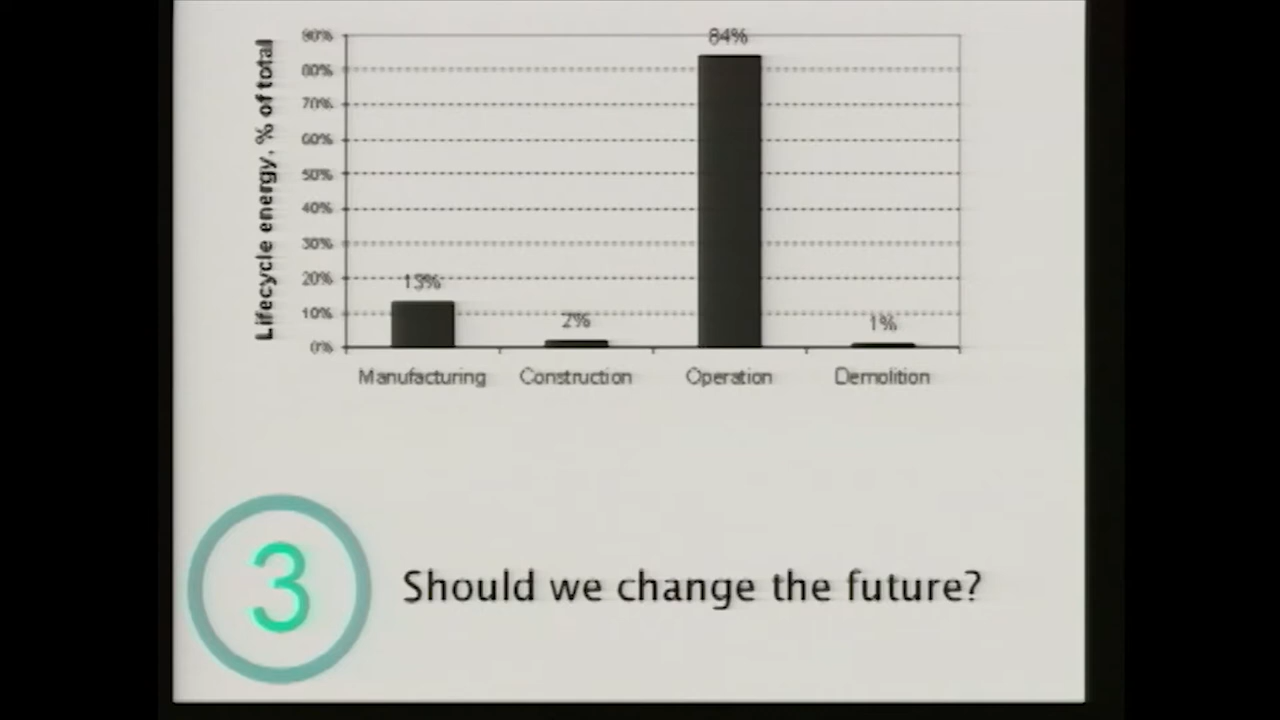 Lifecycle energy, % of total
90%
80%
70%
60%
50%
40%
30%
20%
10%
0%
13%
2%
84%
1%
Manufacturing
Construction
Operation
Demolition
3
Should we change the future?